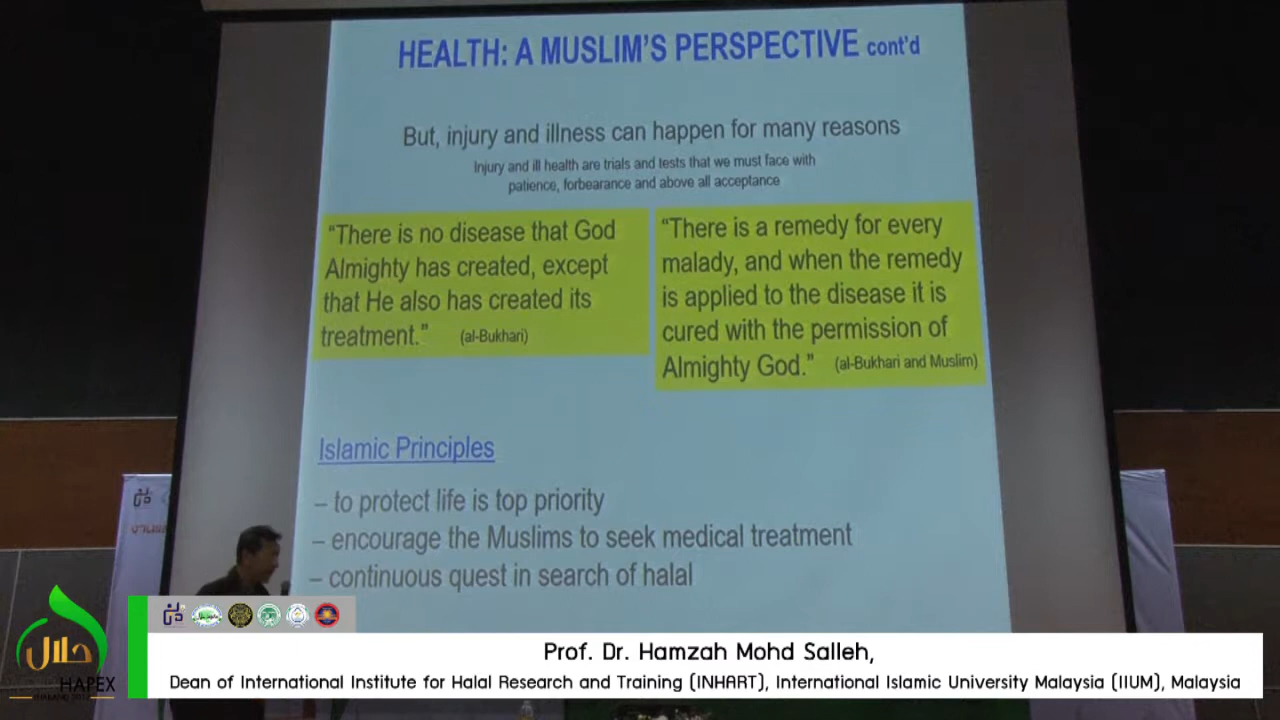 HEALTH: A MUSLIM'S PERSPECTIVE cont'd
But, injury and illness can happen for many reasons
Injury and ill health are trials and tests that we must face with
patience, forbearance and above all acceptance
“There is no disease that God
Almighty has created, except
that He also has created its
treatment.” (al-Bukhari)
“There is a remedy for every
malady, and when the remedy
is applied to the disease it is
cured with the permission of
Almighty God.” (al-Bukhari and Muslim)
Islamic Principles
– to protect life is top priority
– encourage the Muslims to seek medical treatment
– continuous quest in search of halal
حلال
HAPEX
Prof. Dr. Hamzah Mohd Salleh,
Dean of International Institute for Halal Research and Training (INHART), International Islamic University Malaysia (IIUM), Malaysia